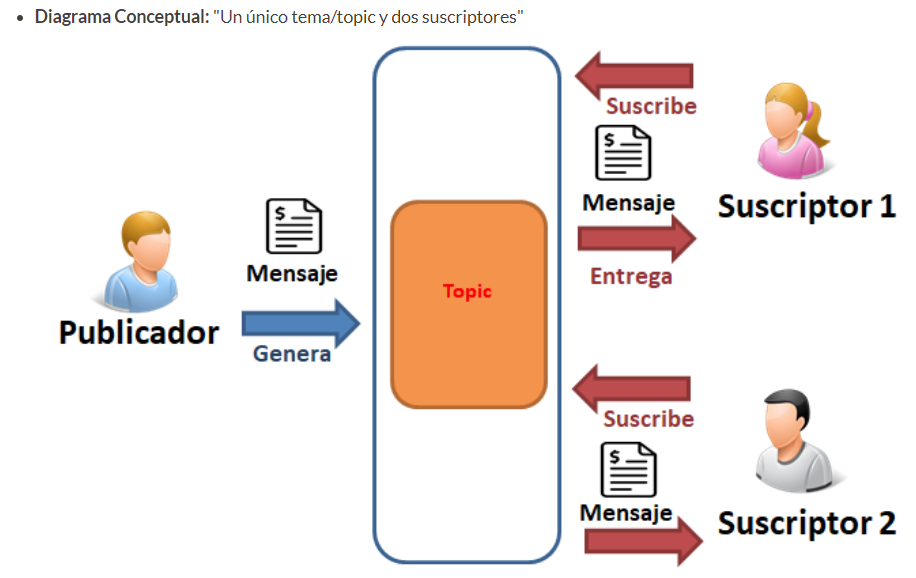 Diagrama Conceptual: "Un único tema/topic y dos suscriptores"
Suscribe
$
Mensaje
Suscriptor 1
Entrega
$
Mensaje
Publicador
Genera
Topic
Suscribe
$
Mensaje
Suscriptor 2